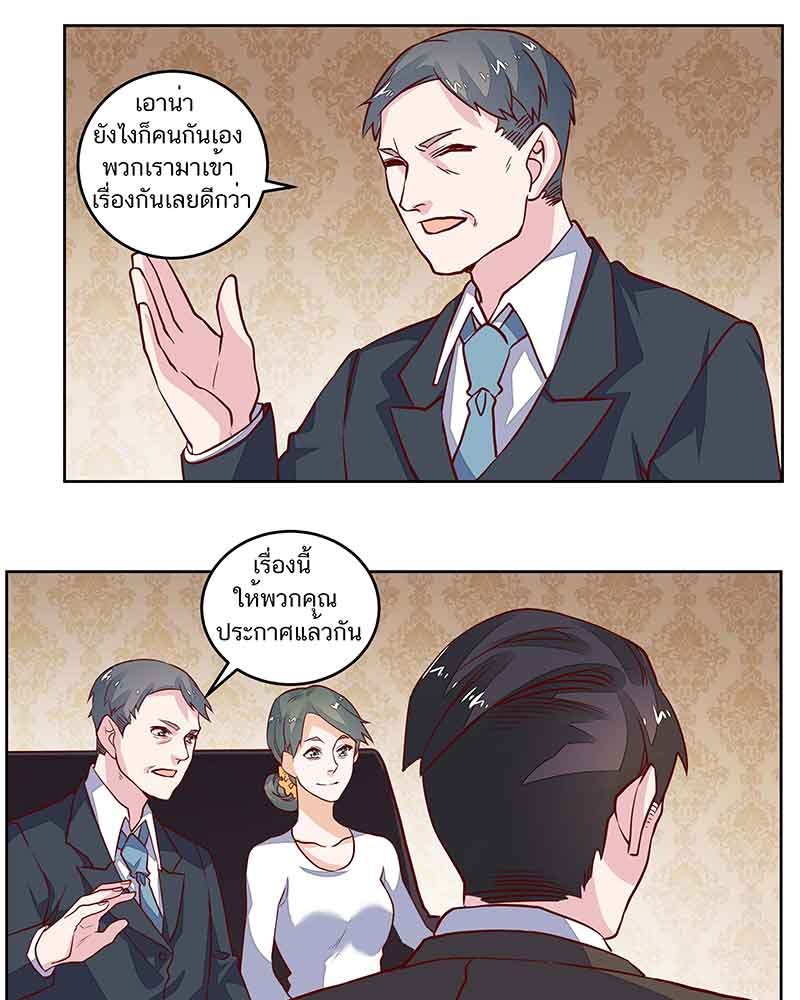 เอาน่า
ยังไงก็คนกันเอง
พวกเรามาเข้า
เรื่องกันเลยดีกว่า
เรื่องนี้
ให้พวกคุณ
ประกาศแล้วกัน